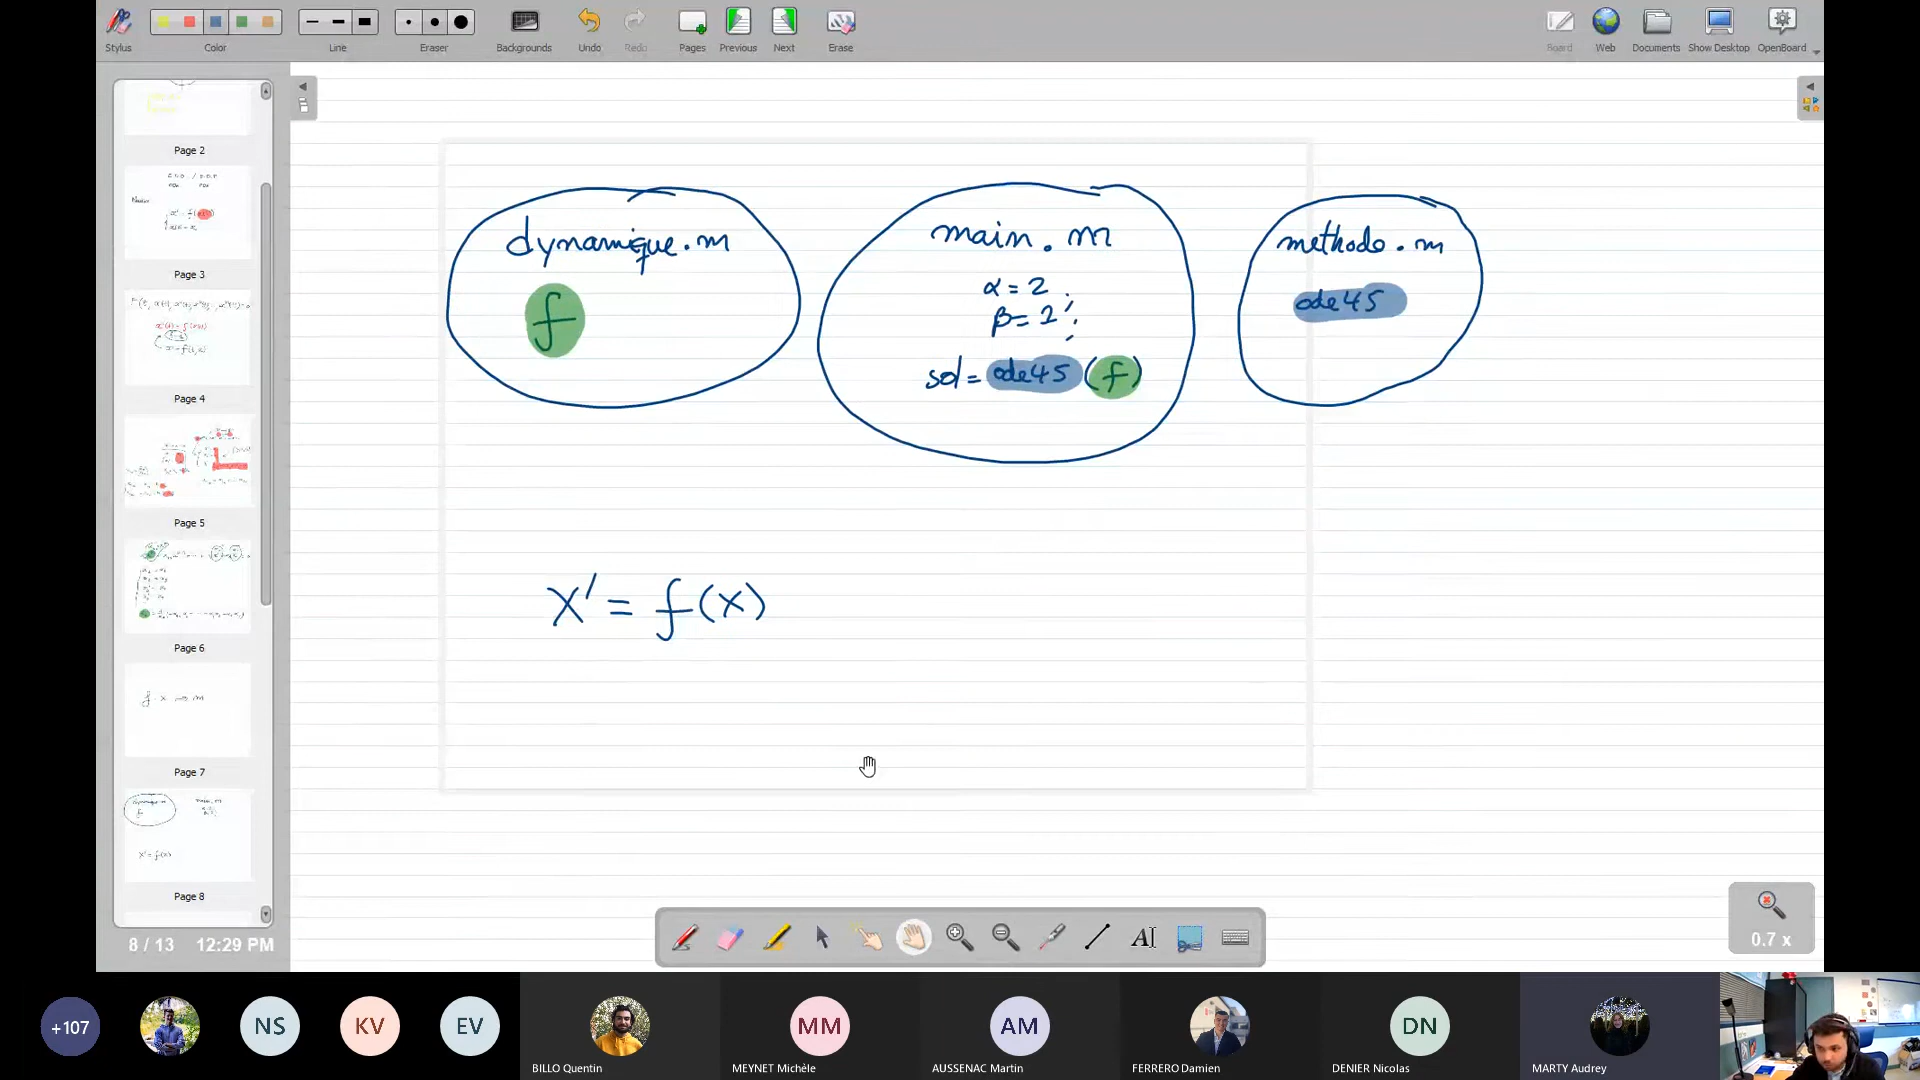 Stylus
Color
Line
Eraser
Backgrounds
Undo
Redo
Pages
Previous
Next
Erase
Board
Web
Documents
Show Desktop
OpenBoard
Page 2
Page 3
Page 4
Page 5
Page 6
Page 7
Page 8
8 / 13 12:29 PM
dynamique.m
f
main.m
α = 2 ;
β = 2 ;
sol = ode45 (f)
methodo.m
ode45
X' = f(x)
0.7 x
+107
NS
KV
EV
BILLO Quentin
MM
MEYNET Michèle
AM
AUSSENAC Martin
FERRERO Damien
DN
DENIER Nicolas
MARTY Audrey